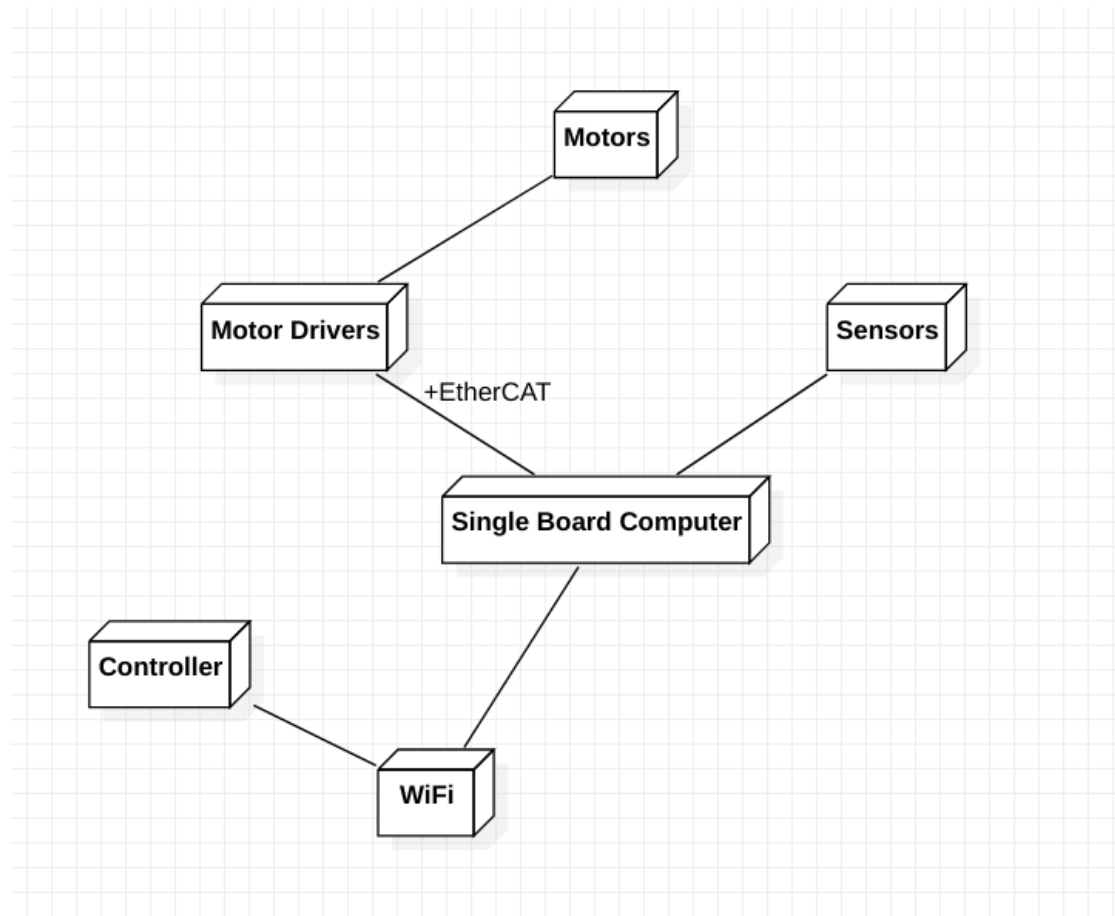 Motors
Motor Drivers
Sensors
+EtherCAT
Single Board Computer
Controller
WiFi